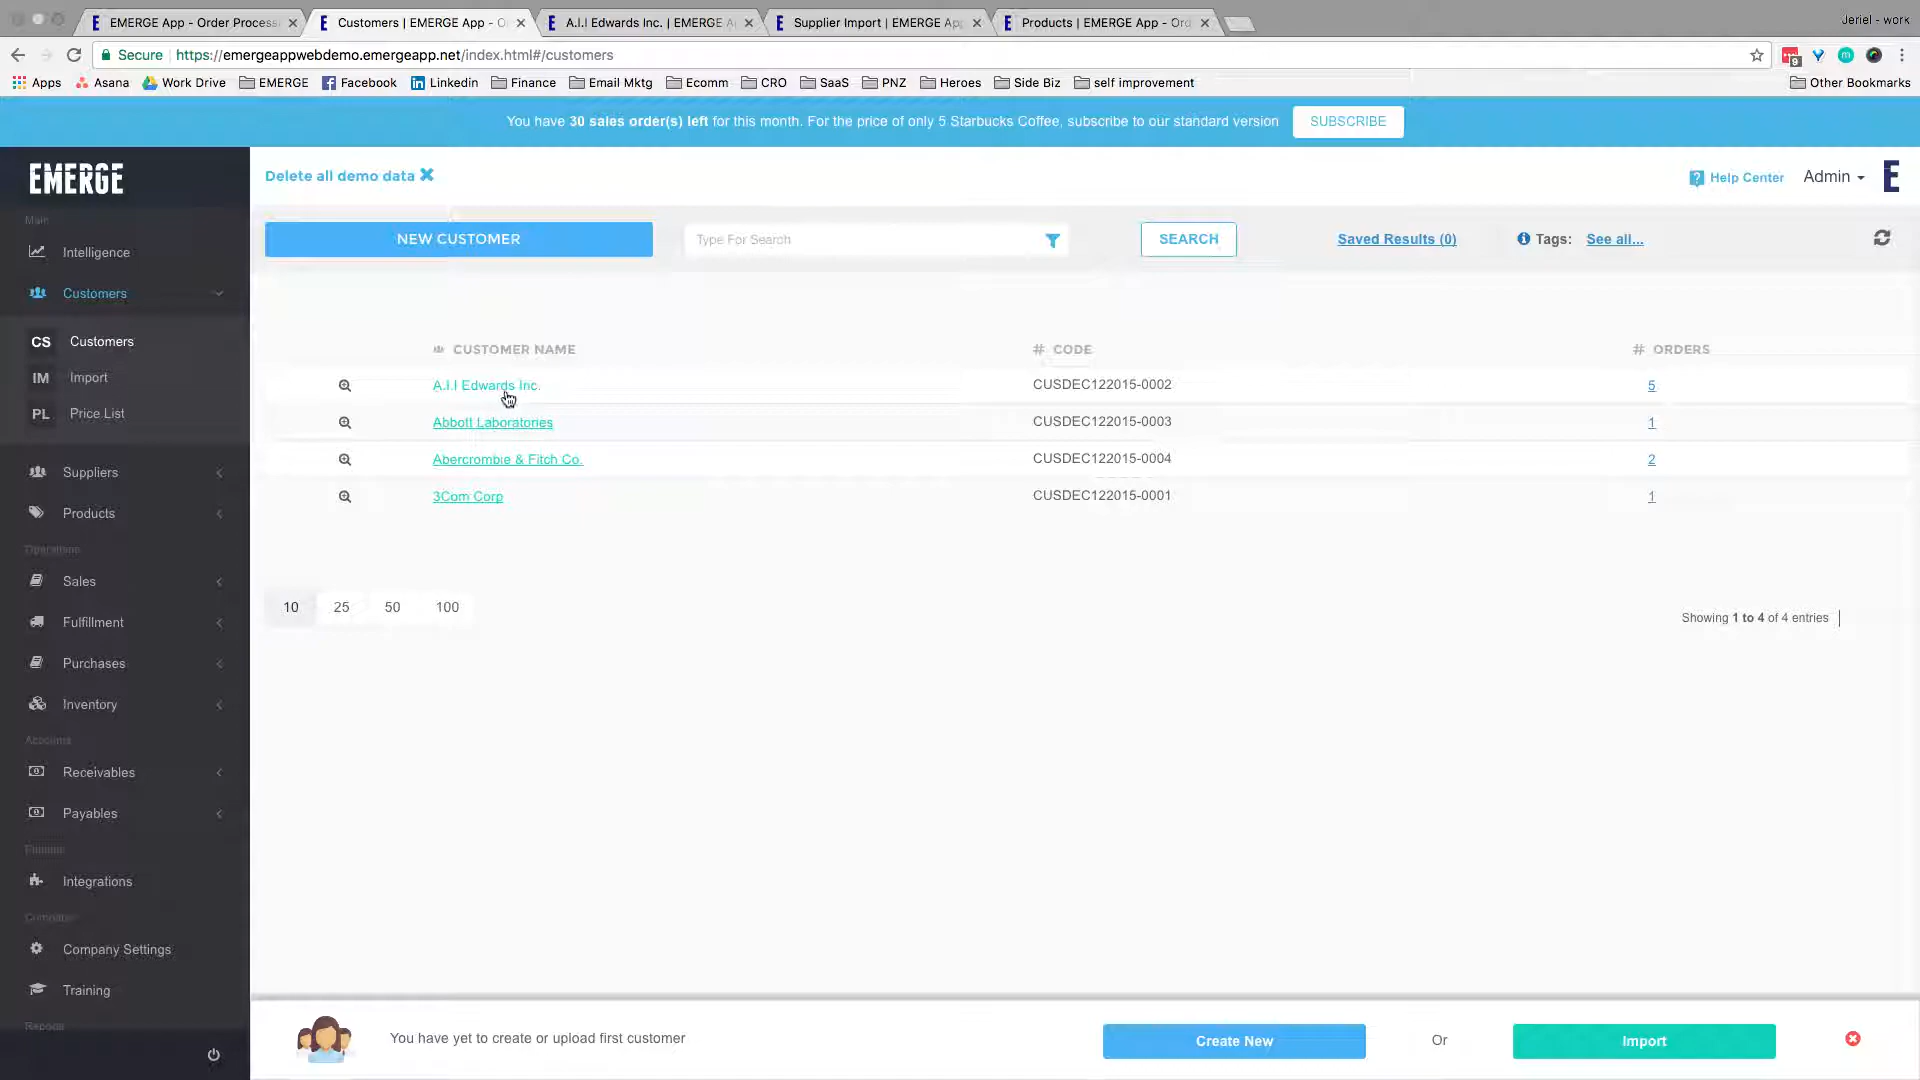 EMERGE App - Order Process
Customers | EMERGE App - O
A.I.I Edwards Inc. | EMERGE A
Supplier Import | EMERGE App
Products | EMERGE App - Ord
Jeriel - work
Secure
https://emergeappwebdemo.emergeapp.net/index.html#/customers
9
Apps
Asana
Work Drive
EMERGE
Facebook
Linkedin
Finance
Email Mktg
Ecomm
CRO
SaaS
PNZ
Heroes
Side Biz
self improvement
Other Bookmarks
You have 30 sales order(s) left for this month. For the price of only 5 Starbucks Coffee, subscribe to our standard version
SUBSCRIBE
EMERGE
Delete all demo data
Help Center
Admin
Main
NEW CUSTOMER
Type For Search
SEARCH
Saved Results (0)
Tags:
See all...
Intelligence
Customers
CS Customers
IM Import
PL Price List
CUSTOMER NAME
# CODE
# ORDERS
A.I.I Edwards Inc.
CUSDEC122015-0002
5
Abbott Laboratories
CUSDEC122015-0003
1
Abercrombie & Fitch Co.
CUSDEC122015-0004
2
3Com Corp
CUSDEC122015-0001
1
Suppliers
Products
Operations
Sales
Fulfillment
Purchases
Inventory
10
25
50
100
Showing 1 to 4 of 4 entries
Accounts
Receivables
Payables
Integrations
Company Settings
Training
Reports
You have yet to create or upload first customer
Create New
Or
Import